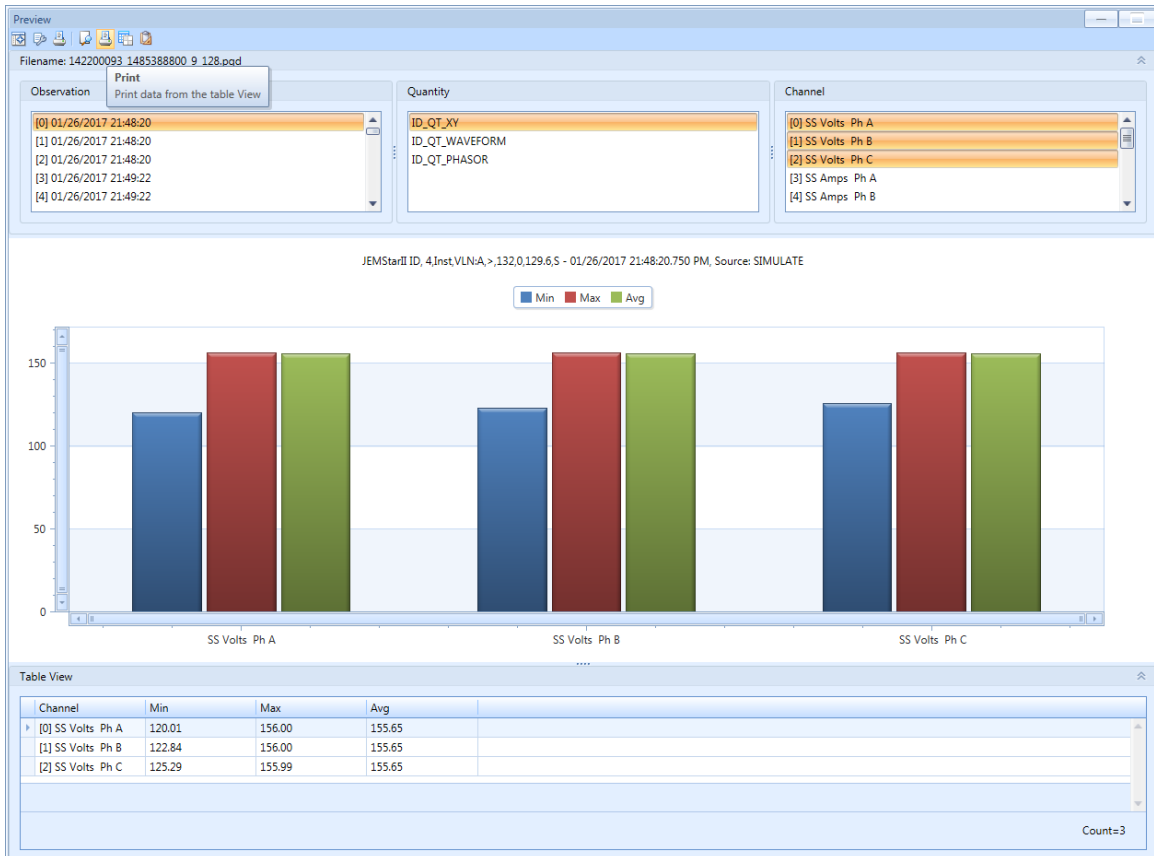 Preview
Filename: 142200093_1485388800_9_128.pqd
Print
Print data from the table View
Observation
[0] 01/26/2017 21:48:20
[1] 01/26/2017 21:48:20
[2] 01/26/2017 21:48:20
[3] 01/26/2017 21:49:22
[4] 01/26/2017 21:49:22
Quantity
ID_QT_XY
ID_QT_WAVEFORM
ID_QT_PHASOR
Channel
[0] SS Volts Ph A
[1] SS Volts Ph B
[2] SS Volts Ph C
[3] SS Amps Ph A
[4] SS Amps Ph B
JEMStarII ID, 4,Inst,VLN:A,>,132,0,129.6,S - 01/26/2017 21:48:20.750 PM, Source: SIMULATE
Min Max Avg
150
100
50
0
SS Volts Ph A SS Volts Ph B SS Volts Ph C
Table View
Channel Min Max Avg
[0] SS Volts Ph A 120.01 156.00 155.65
[1] SS Volts Ph B 122.84 156.00 155.65
[2] SS Volts Ph C 125.29 155.99 155.65
Count=3